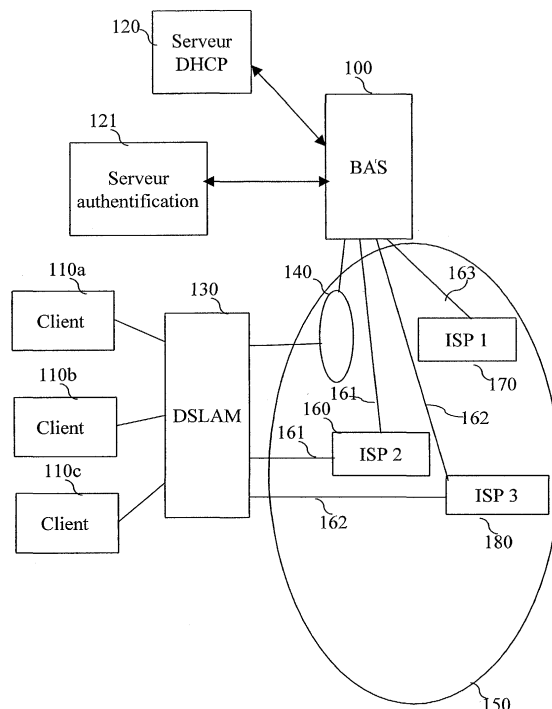 120
Serveur
DHCP
100
BA'S
121
Serveur
authentification
110a
Client
130
DSLAM
140
163
ISP 1
170
110b
Client
161
160
162
161
ISP 2
110c
Client
162
ISP 3
180
150